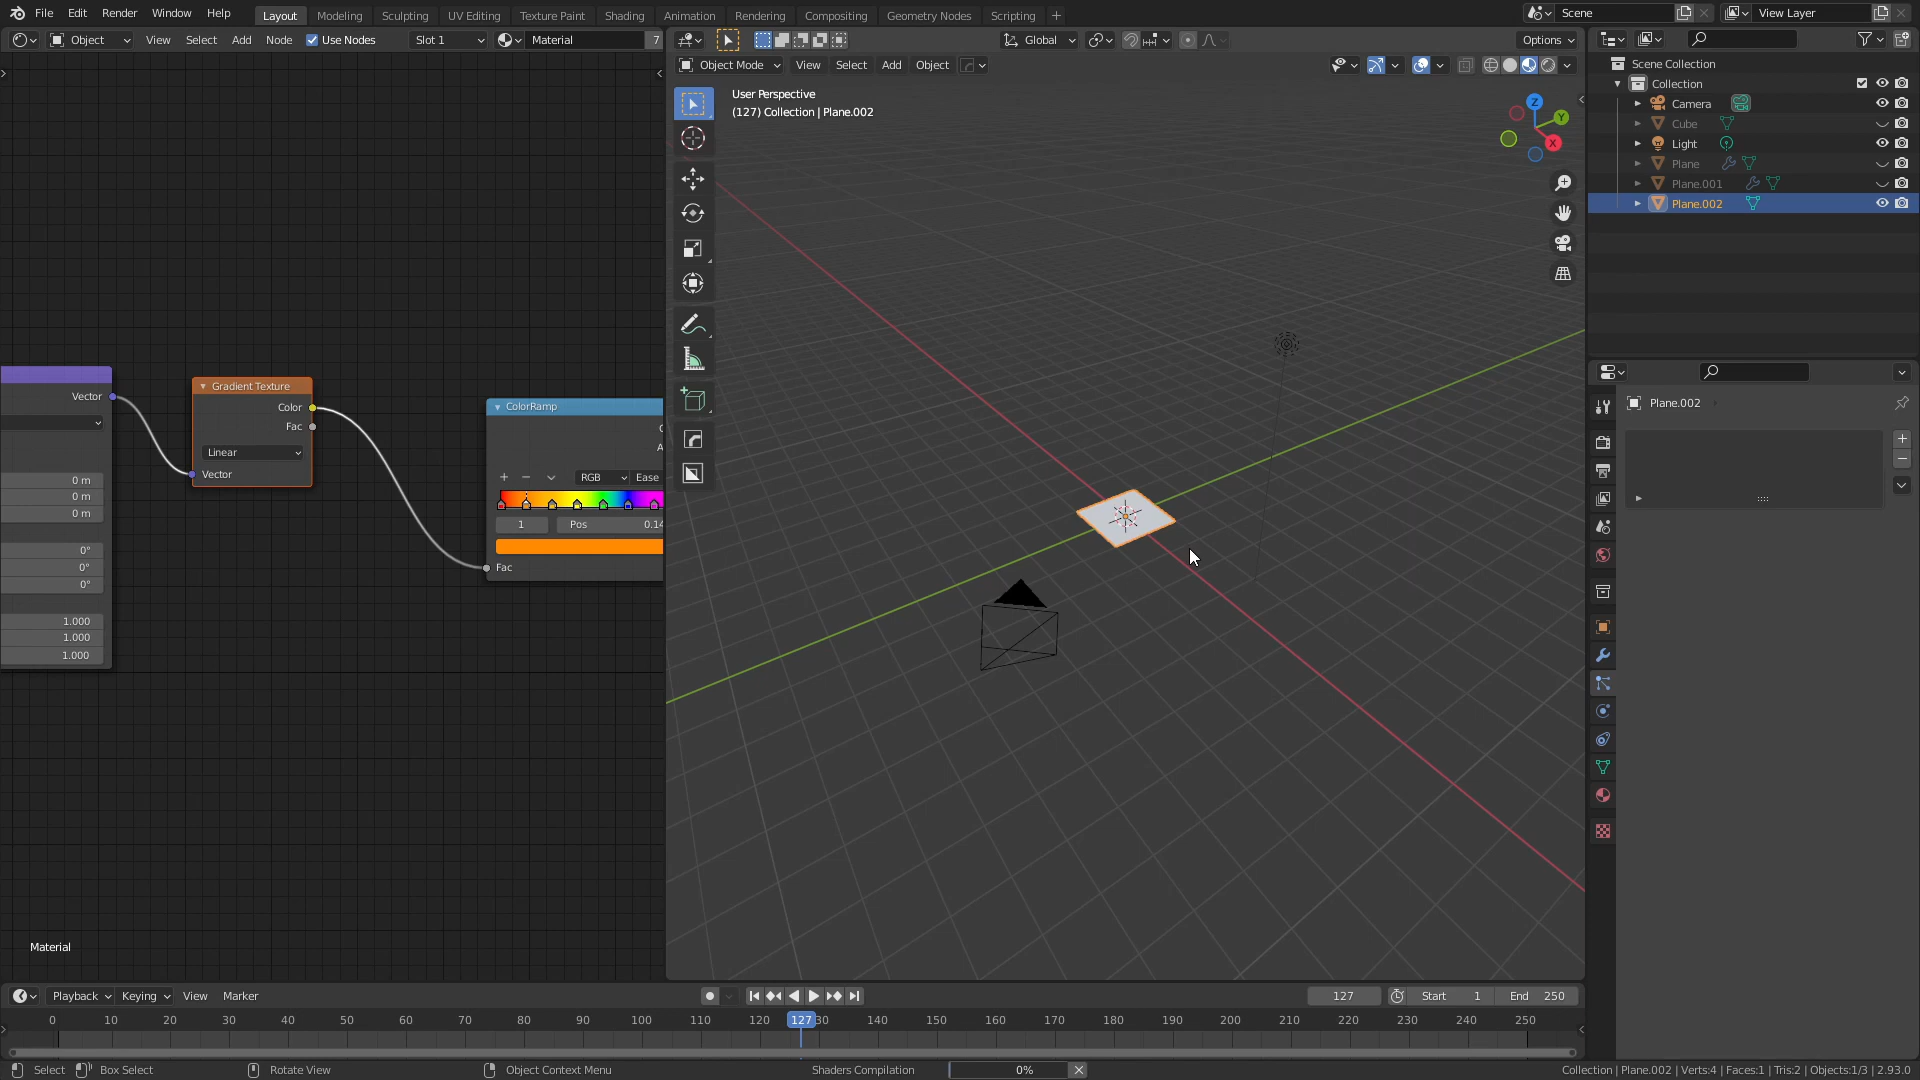 File Edit Render Window Help Layout Modeling Sculpting UV Editing Texture Paint Shading Animation Rendering Compositing Geometry Nodes Scripting + Scene View Layer
Object View Select Add Node Use Nodes Slot 1 Material 7 Global Options
Object Mode View Select Add Object
User Perspective
(127) Collection | Plane.002
Scene Collection
Collection
Camera
Cube
Light
Plane
Plane.001
Plane.002
Z
Y
X
Vector
0 m
0 m
0 m
0°
0°
0°
1.000
1.000
1.000
Gradient Texture
Color
Fac
Linear
Vector
ColorRamp
RGB Ease
1 Pos 0.14
Fac
Plane.002
Material
Playback Keying View Marker 127 Start 1 End 250
0 10 20 30 40 50 60 70 80 90 100 110 120 127 30 140 150 160 170 180 190 200 210 220 230 240 250
Select Box Select Rotate View Object Context Menu Shaders Compilation 0% Collection | Plane.002 | Verts:4 | Faces:1 | Tris:2 | Objects:1/3 | 2.93.0